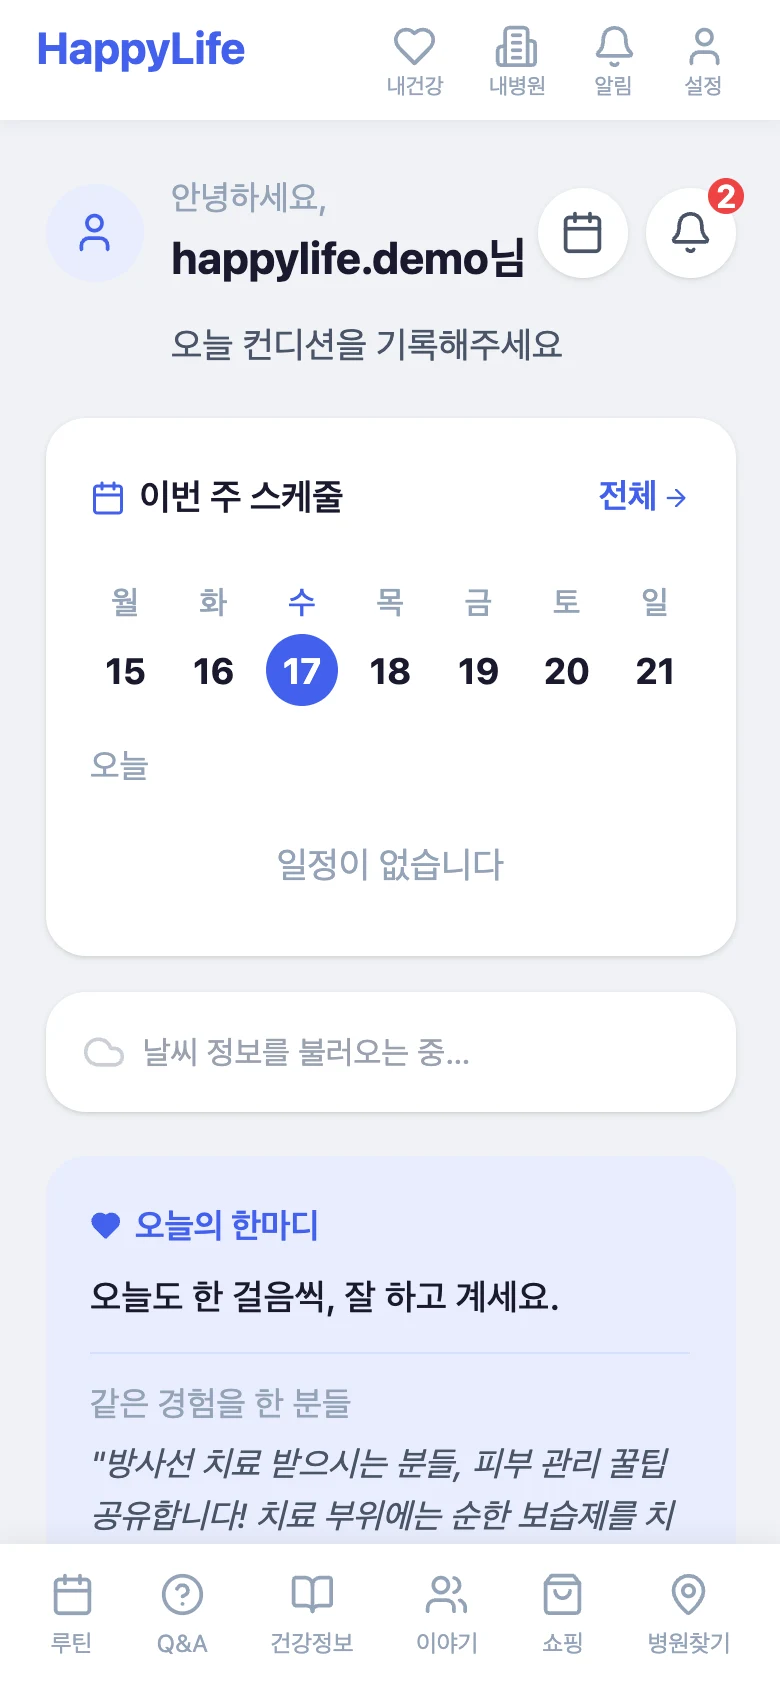 HappyLife
내건강
내병원
알림
설정
안녕하세요,
happylife.demo님
2
오늘 컨디션을 기록해주세요
이번 주 스케줄
전체 →
월 화 수 목 금 토 일
15 16 17 18 19 20 21
오늘
일정이 없습니다
날씨 정보를 불러오는 중...
오늘의 한마디
오늘도 한 걸음씩, 잘 하고 계세요.
같은 경험을 한 분들
"방사선 치료 받으시는 분들, 피부 관리 꿀팁
공유합니다! 치료 부위에는 순한 보습제를 치
루틴
Q&A
건강정보
이야기
쇼핑
병원찾기